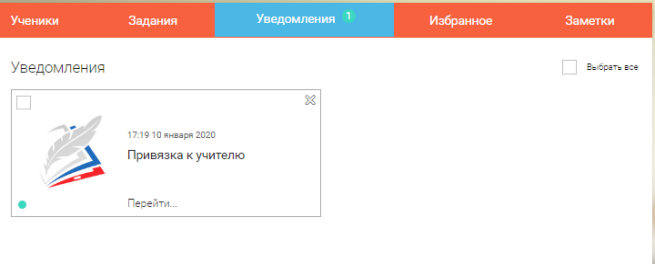 Ученики Задания Уведомления 1 Избранное Заметки
Уведомления Выбрать все
17:19 10 января 2020
Привязка к учителю
Перейти...